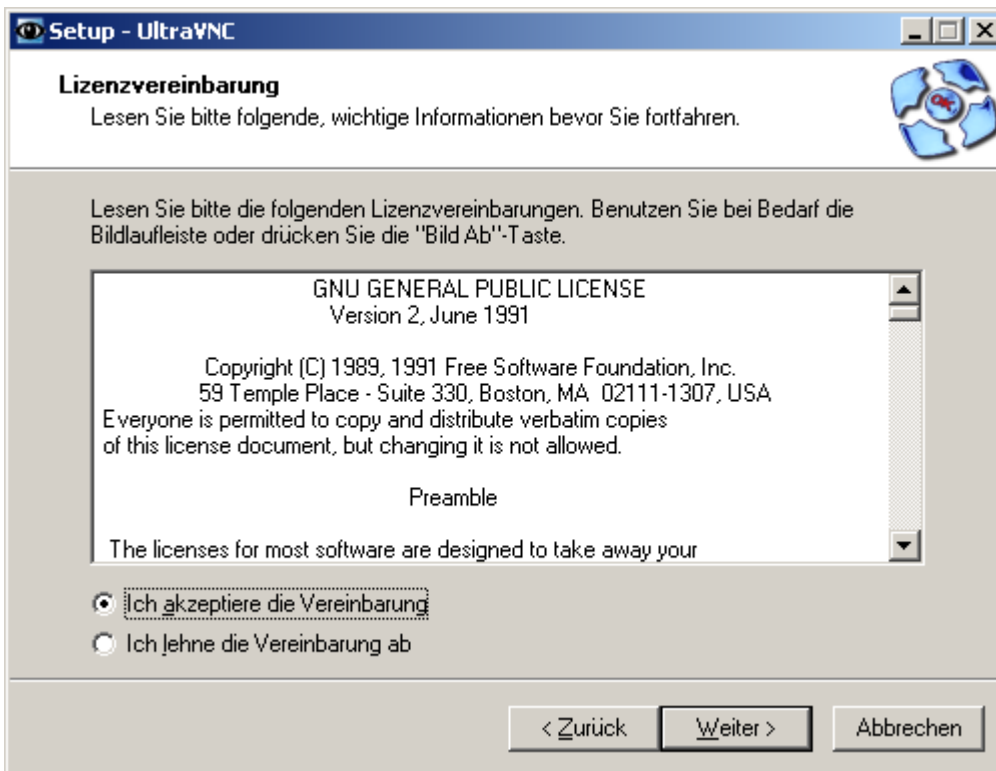 Setup - UltraVNC
Lizenzvereinbarung
Lesen Sie bitte folgende, wichtige Informationen bevor Sie fortfahren.
OK
Lesen Sie bitte die folgenden Lizenzvereinbarungen. Benutzen Sie bei Bedarf die
Bildlaufleiste oder drücken Sie die "Bild Ab"-Taste.
GNU GENERAL PUBLIC LICENSE
Version 2, June 1991
Copyright (C) 1989, 1991 Free Software Foundation, Inc.
59 Temple Place - Suite 330, Boston, MA  02111-1307, USA
Everyone is permitted to copy and distribute verbatim copies
of this license document, but changing it is not allowed.
Preamble
The licenses for most software are designed to take away your
Ich akzeptiere die Vereinbarung
Ich lehne die Vereinbarung ab
< Zurück
Weiter >
Abbrechen